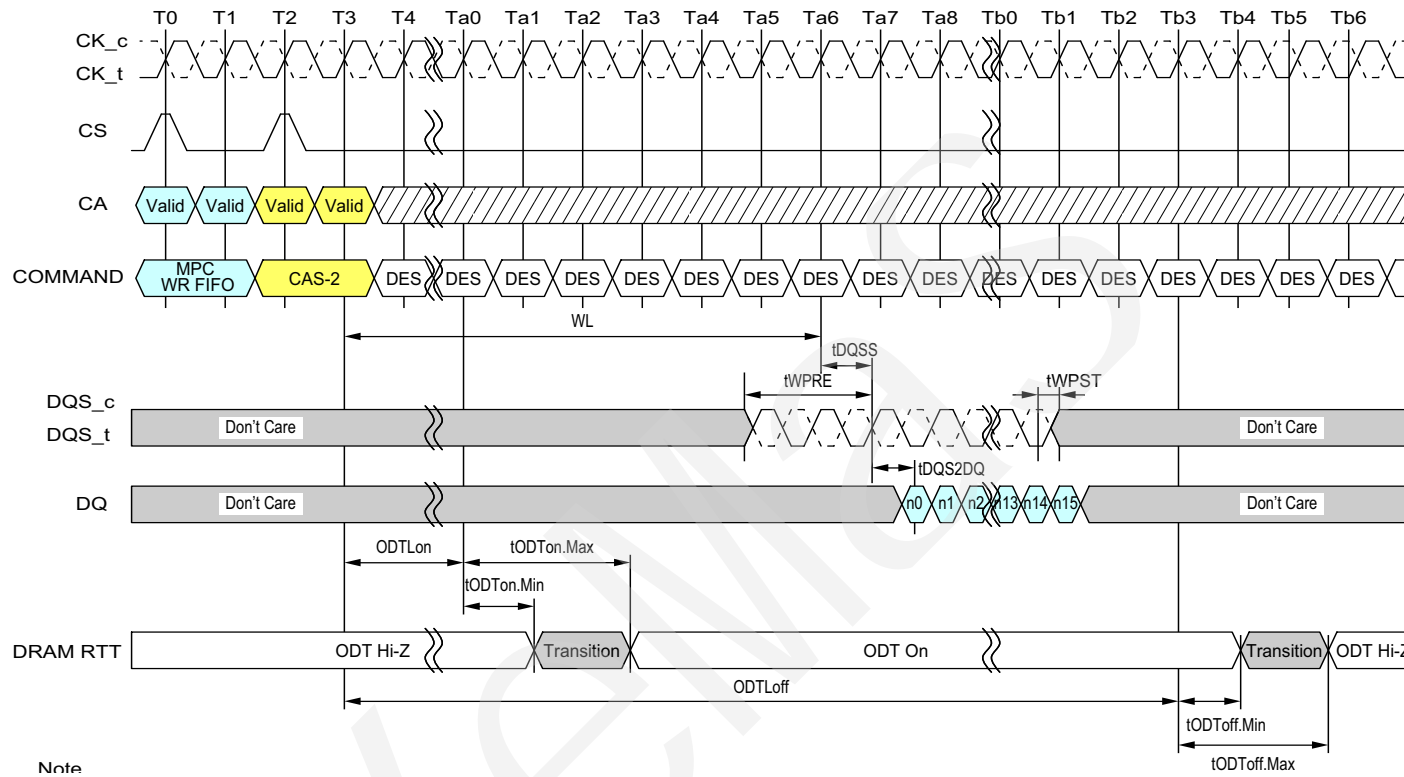 T0 T1 T2 T3 T4 Ta0 Ta1 Ta2 Ta3 Ta4 Ta5 Ta6 Ta7 Ta8 Tb0 Tb1 Tb2 Tb3 Tb4 Tb5 Tb6
CK_c
CK_t
CS
CA Valid Valid Valid Valid
COMMAND MPC WR FIFO CAS-2 DES DES DES DES DES DES DES DES DES DES DES DES DES DES DES DES DES
WL
tDQSS
tWPRE tWPST
DQS_c
DQS_t Don't Care Don't Care
tDQS2DQ
DQ Don't Care n0 n1 n2 n13 n14 n15 Don't Care
ODTLon tODTon.Max
tODTon.Min
DRAM RTT ODT Hi-Z Transition ODT On Transition ODT Hi-Z
ODTLoff
tODToff.Min
tODToff.Max
Note